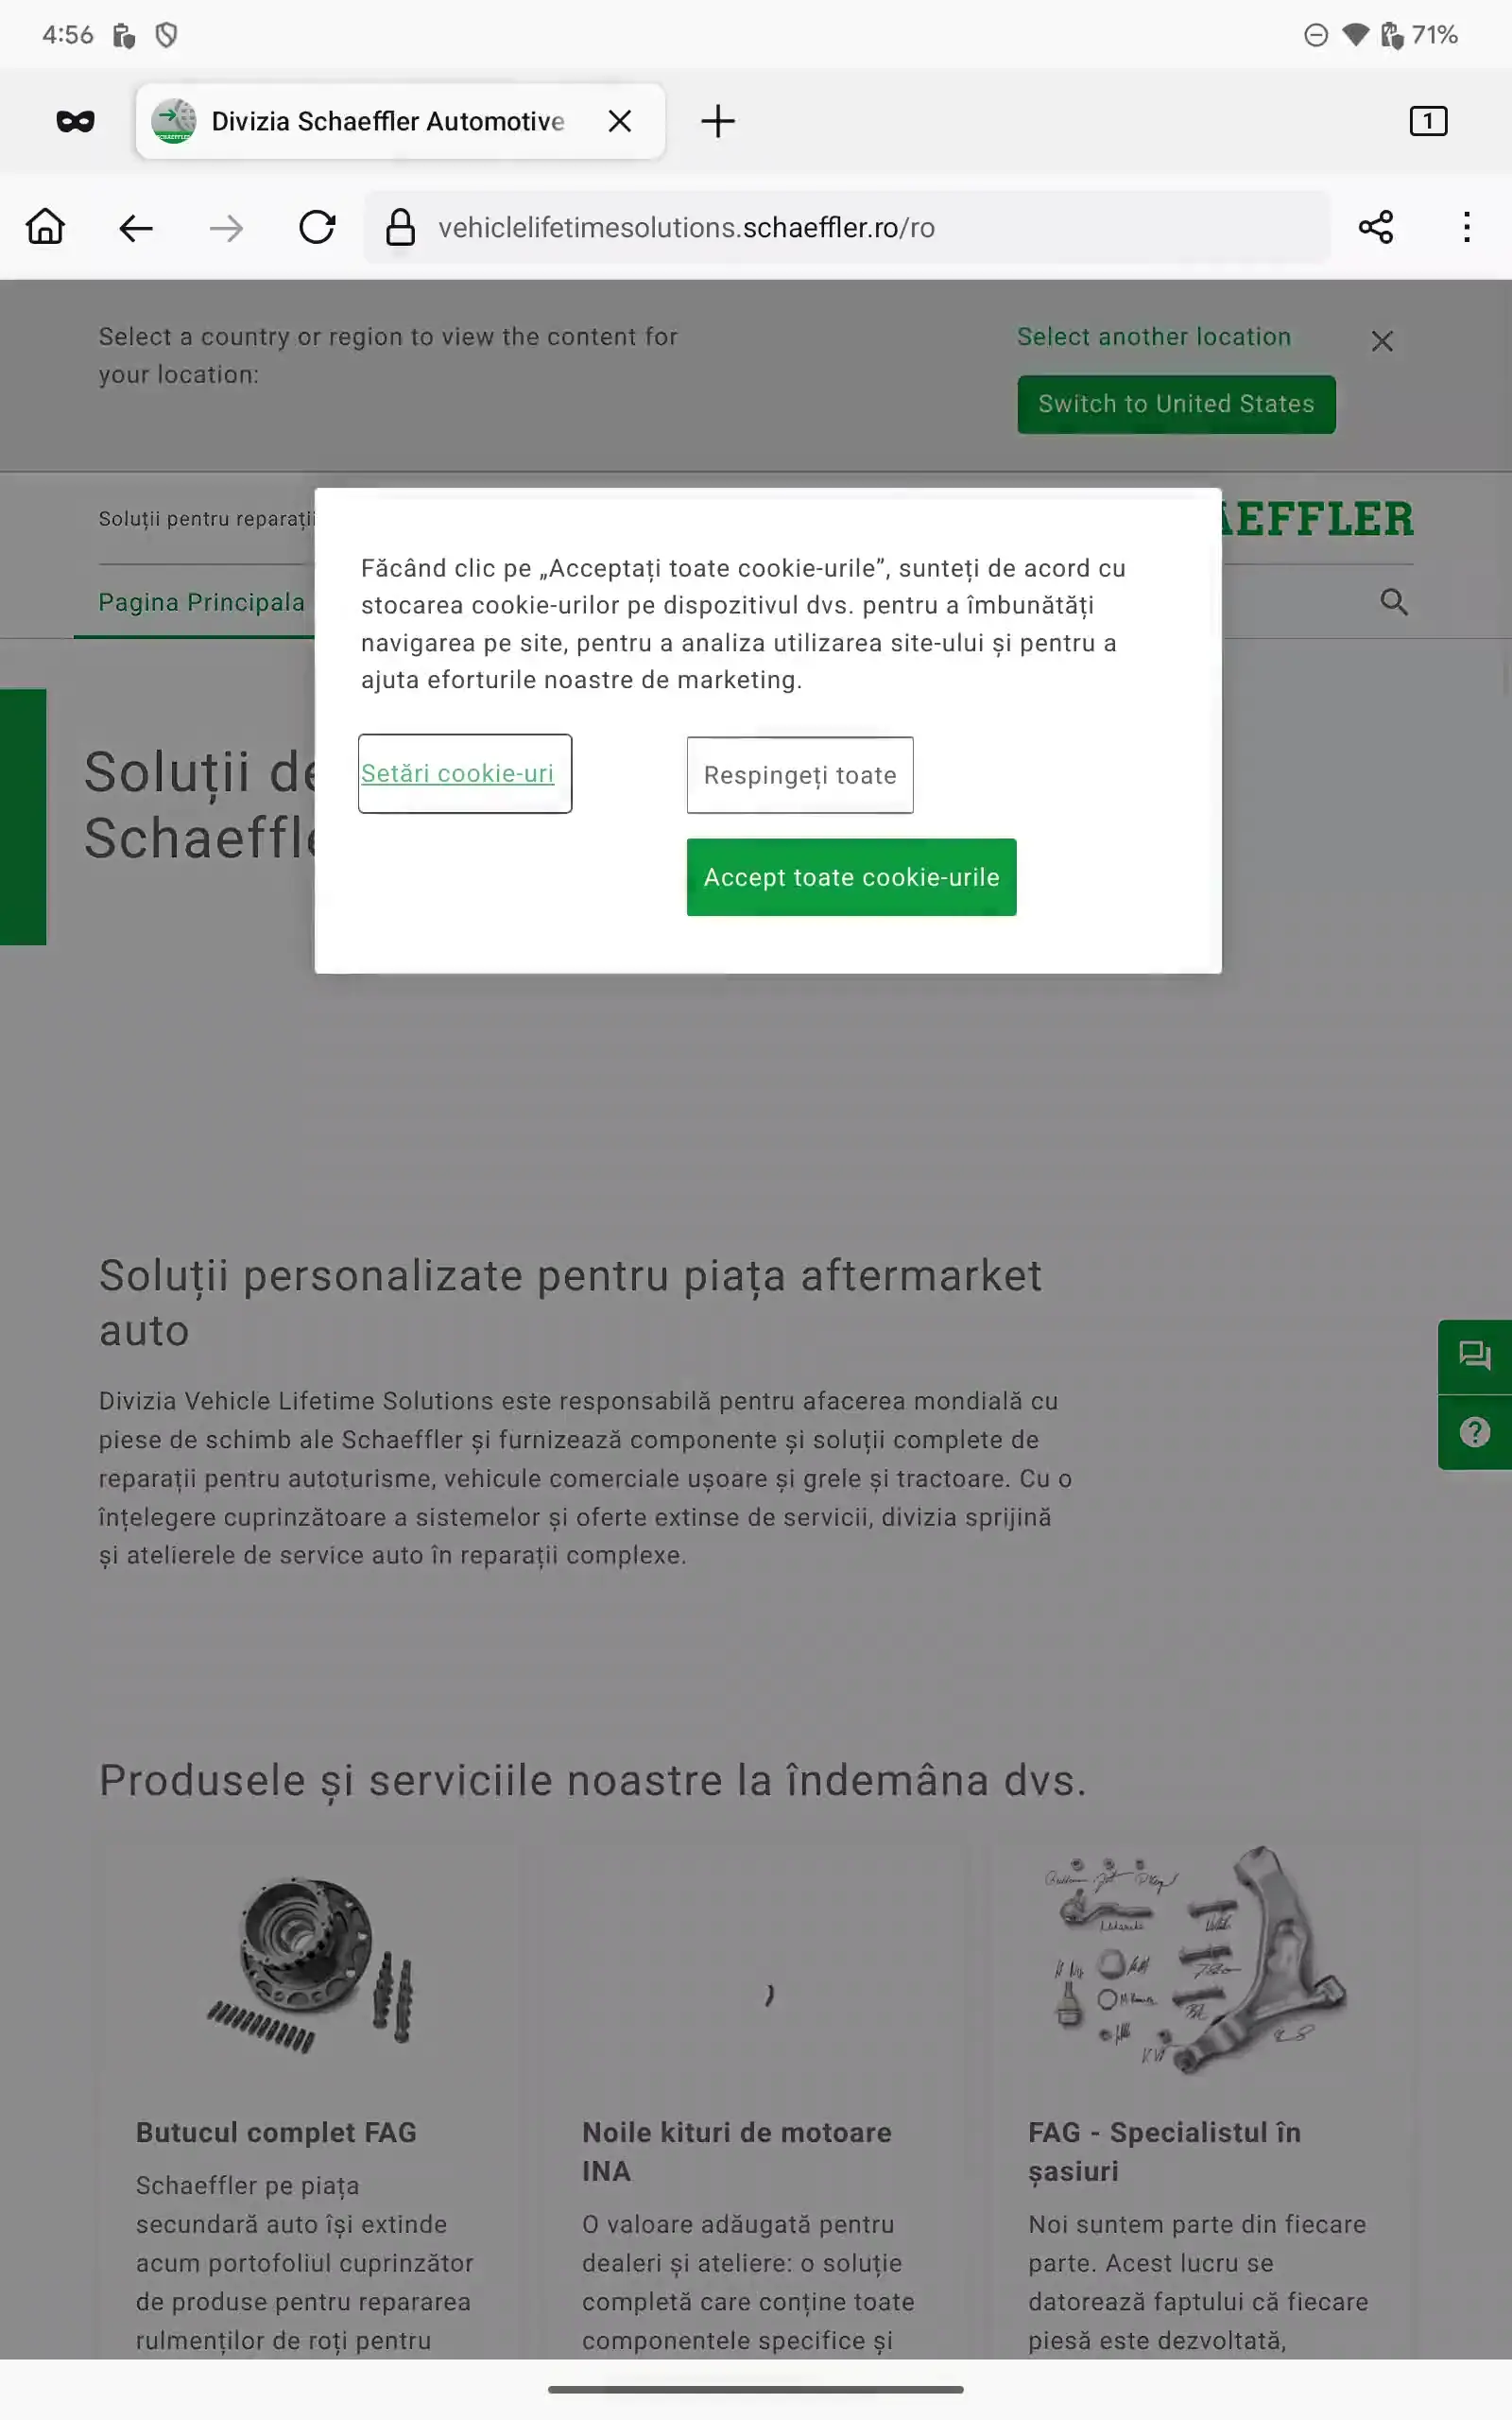 4:56
71%
Divizia Schaeffler Automotive
1
vehiclelifetimesolutions.schaeffler.ro/ro
Select a country or region to view the content for
your location:
Select another location
Switch to United States
Soluții pentru reparații
AEFFLER
Pagina Principala
Făcând clic pe „Acceptați toate cookie-urile”, sunteți de acord cu
stocarea cookie-urilor pe dispozitivul dvs. pentru a îmbunătăți
navigarea pe site, pentru a analiza utilizarea site-ului și pentru a
ajuta eforturile noastre de marketing.
Setări cookie-uri
Respingeți toate
Accept toate cookie-urile
Soluții de
Schaeffle
Soluții personalizate pentru piața aftermarket
auto
Divizia Vehicle Lifetime Solutions este responsabilă pentru afacerea mondială cu
piese de schimb ale Schaeffler și furnizează componente și soluții complete de
reparații pentru autoturisme, vehicule comerciale ușoare și grele și tractoare. Cu o
înțelegere cuprinzătoare a sistemelor și oferte extinse de servicii, divizia sprijină
și atelierele de service auto în reparații complexe.
Produsele și serviciile noastre la îndemâna dvs.
Butucul complet FAG
Schaeffler pe piața
secundară auto își extinde
acum portofoliul cuprinzător
de produse pentru repararea
rulmenților de roți pentru
Noile kituri de motoare
INA
O valoare adăugată pentru
dealeri și ateliere: o soluție
completă care conține toate
componentele specifice și
FAG - Specialistul în
șasiuri
Noi suntem parte din fiecare
parte. Acest lucru se
datorează faptului că fiecare
piesă este dezvoltată,